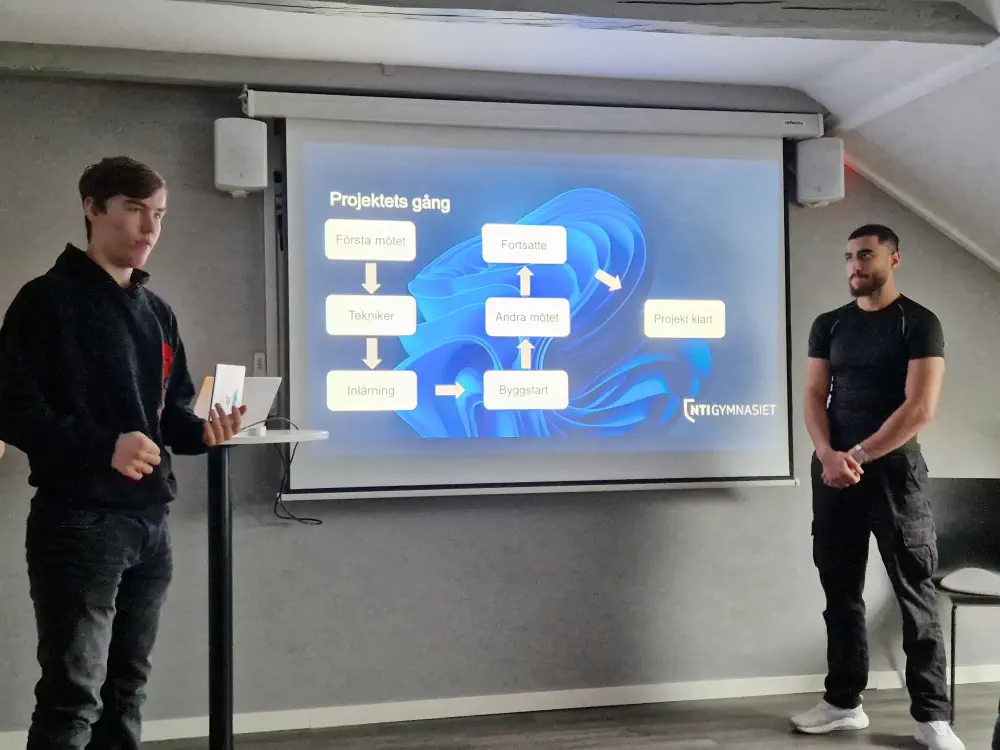 Projektets gång
Första mötet
Tekniker
Inlärning
Byggstart
Andra mötet
Fortsatte
Projekt klart
NTI GYMNASIET